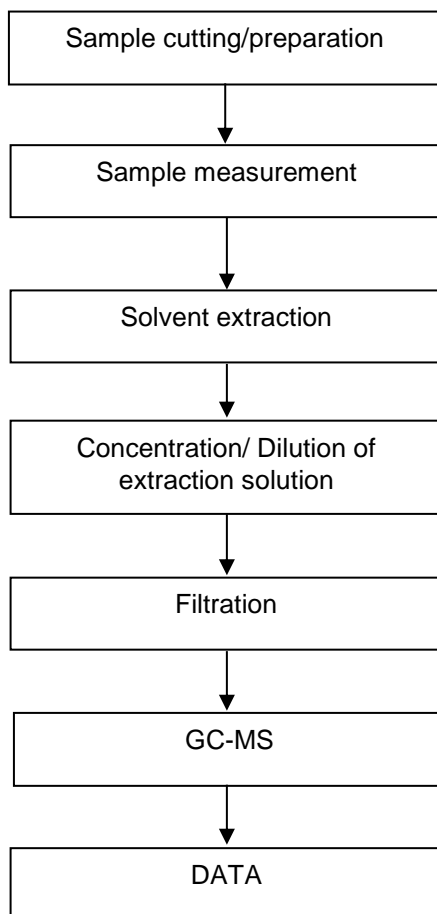 Sample cutting/preparation
Sample measurement
Solvent extraction
Concentration/ Dilution of
extraction solution
Filtration
GC-MS
DATA